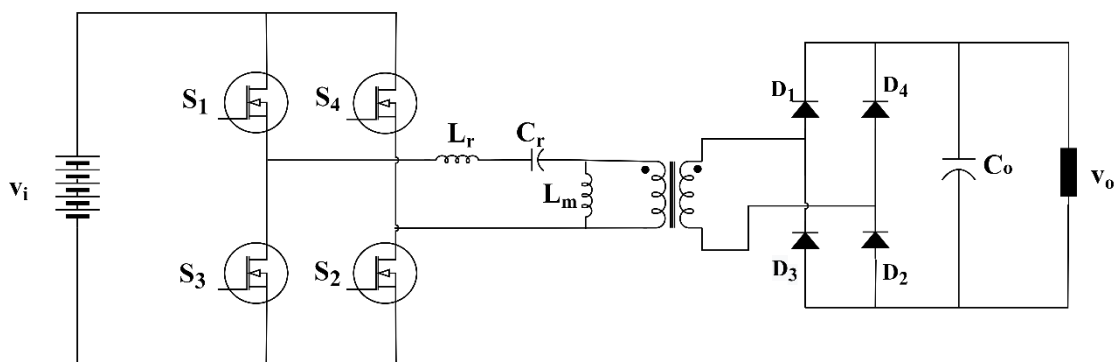 S₁
S₄
D₁
D₄
Lᵣ
Cᵣ
vᵢ
Lₘ
Cₒ
vₒ
S₃
S₂
D₃
D₂